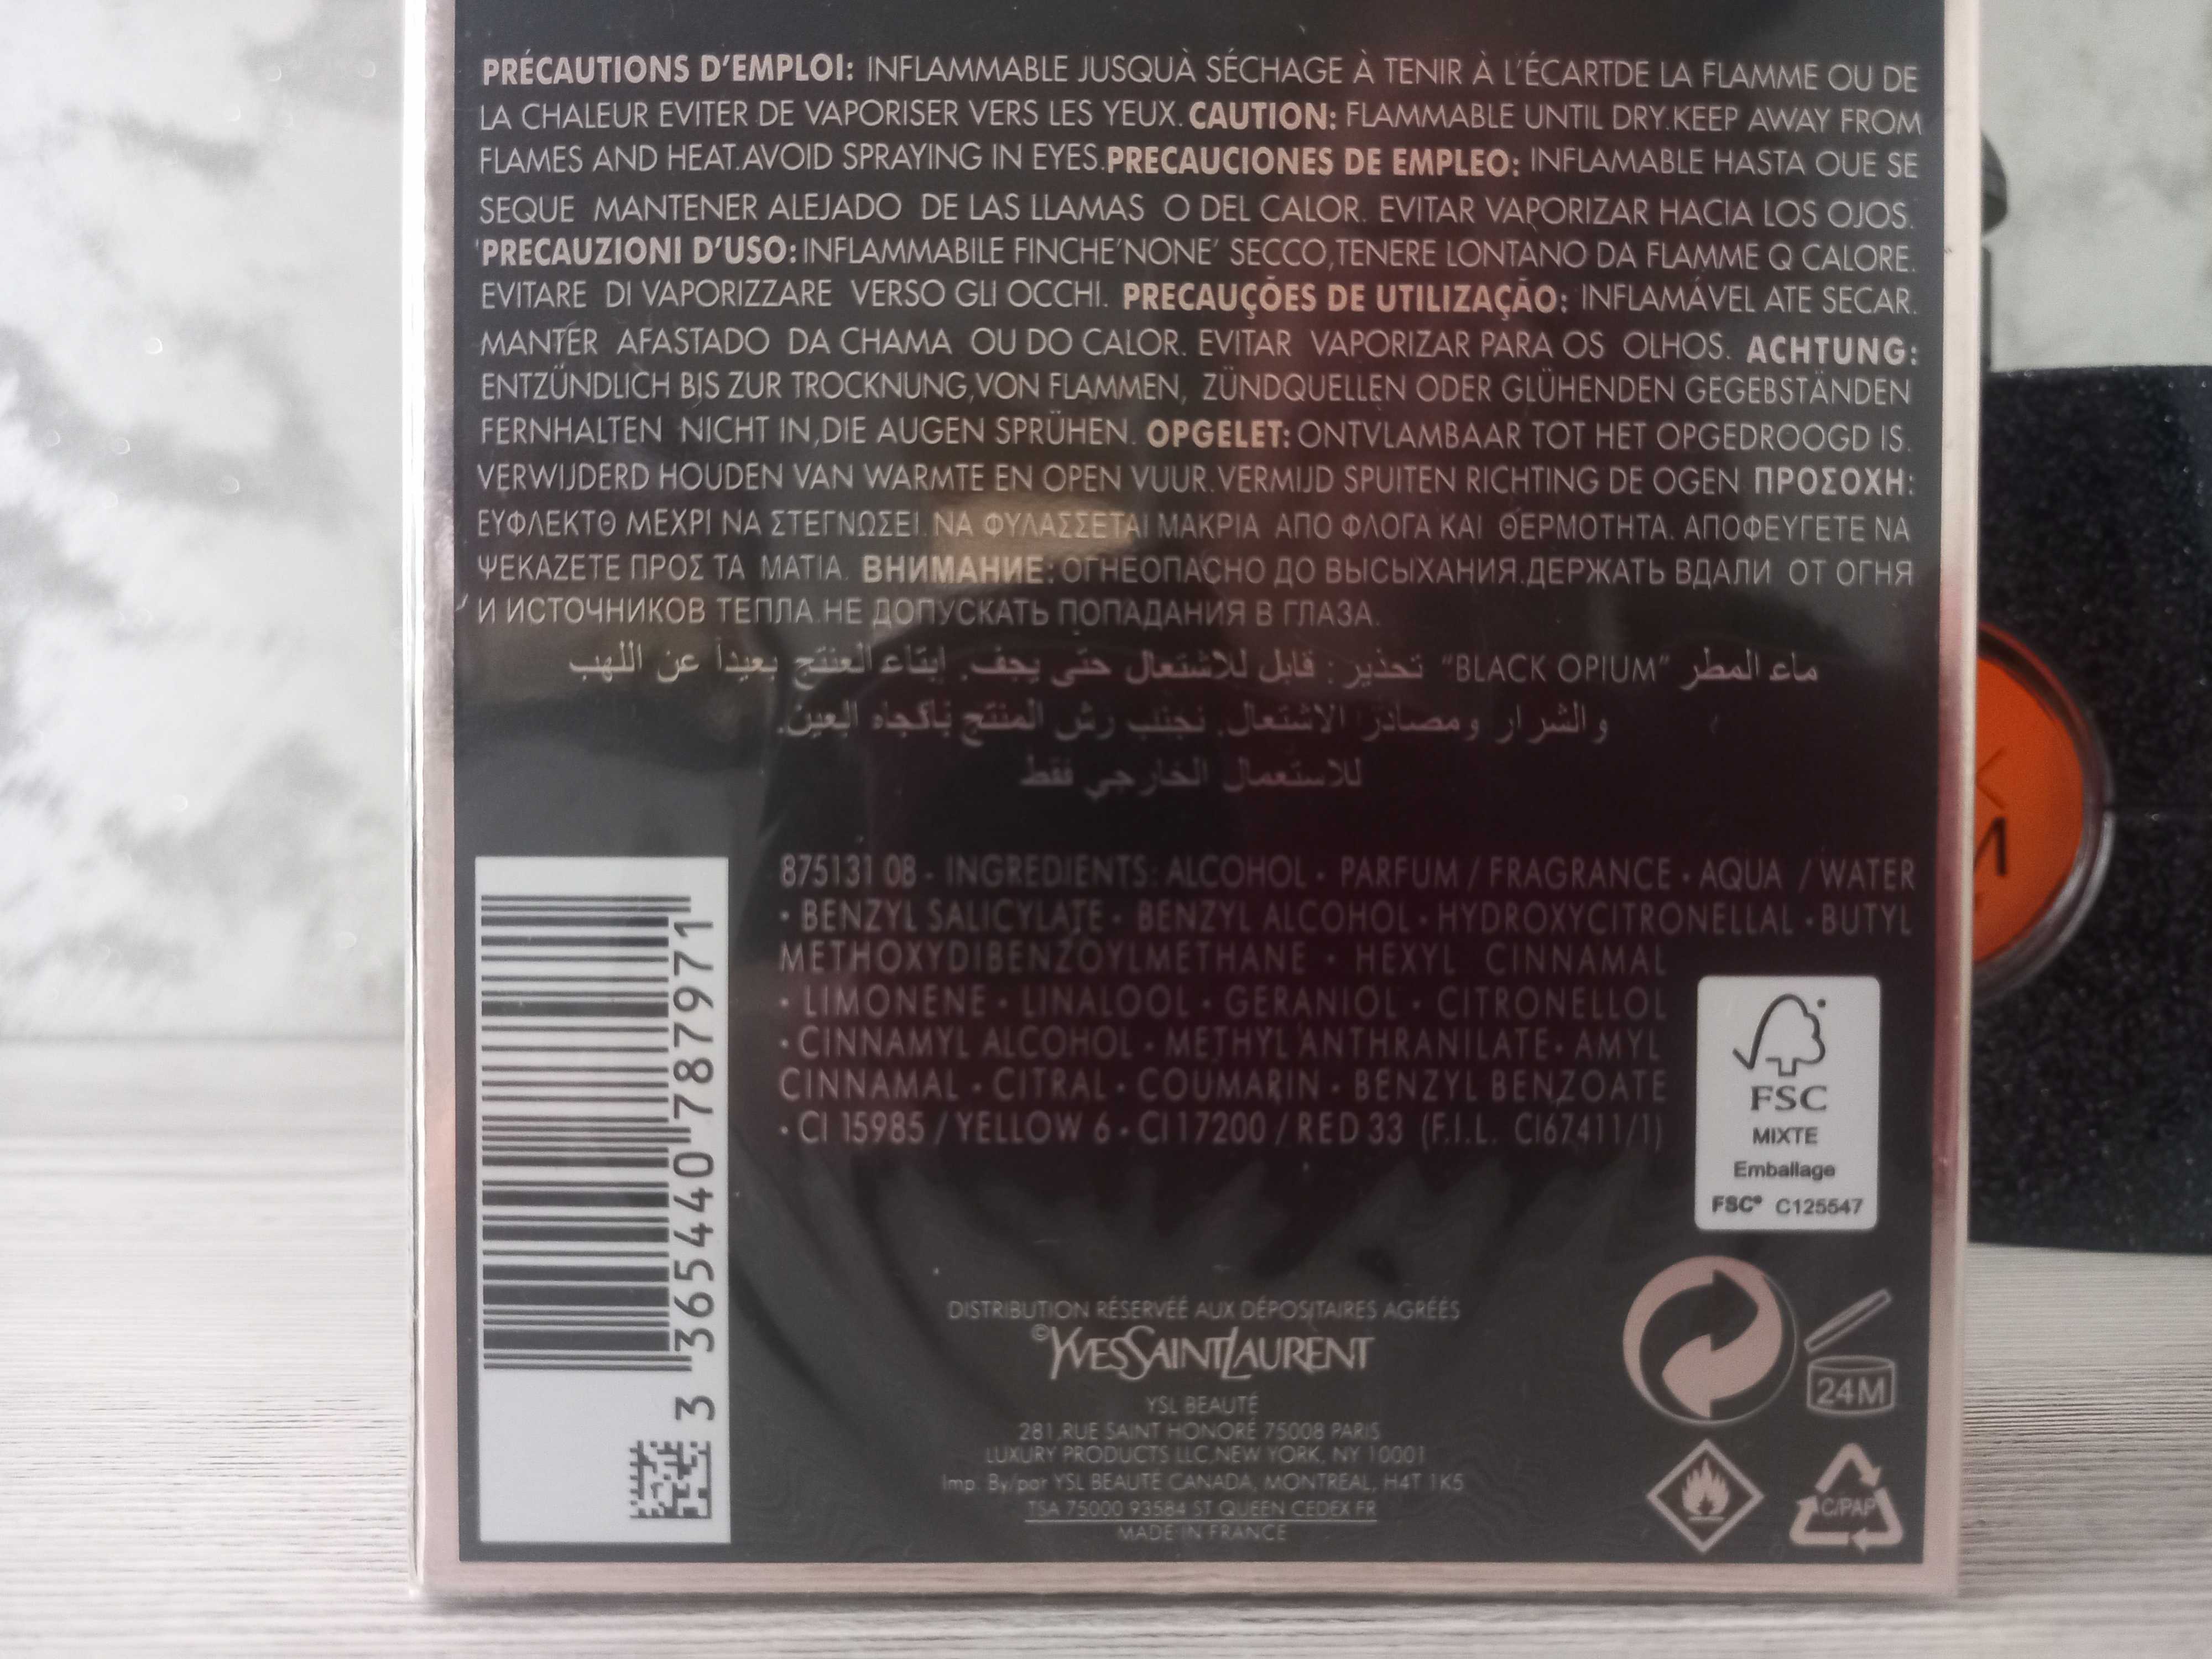 PRÉCAUTIONS D'EMPLOI: INFLAMMABLE JUSQUÀ SÉCHAGE À TENIR À L'ÉCARTDE LA FLAMME OU DE
LA CHALEUR EVITER DE VAPORISER VERS LES YEUX. CAUTION: FLAMMABLE UNTIL DRY.KEEP AWAY FROM
FLAMES AND HEAT.AVOID SPRAYING IN EYES.PRECAUCIONES DE EMPLEO: INFLAMABLE HASTA OUE SE
SEQUE MANTENER ALEJADO DE LAS LLAMAS O DEL CALOR. EVITAR VAPORIZAR HACIA LOS OJOS.
'PRECAUZIONI D'USO: INFLAMMABILE FINCHE'NONE' SECCO,TENERE LONTANO DA FLAMME Q CALORE.
EVITARE DI VAPORIZZARE VERSO GLI OCCHI. PRECAUÇÕES DE UTILIZAÇÃO: INFLAMÁVEL ATE SECAR.
MANTER AFASTADO DA CHAMA OU DO CALOR. EVITAR VAPORIZAR PARA OS OLHOS. ACHTUNG:
ENTZÜNDLICH BIS ZUR TROCKNUNG,VON FLAMMEN, ZÜNDQUELLEN ODER GLÜHENDEN GEGEBSTÄNDEN
FERNHALTEN NICHT IN,DIE AUGEN SPRÜHEN. OPGELET: ONTVLAMBAAR TOT HET OPGEDROOGD IS.
VERWIJDERD HOUDEN VAN WARMTE EN OPEN VUUR.VERMIJD SPUITEN RICHTING DE OGEN ΠΡΟΣΟΧΗ:
ΕΥΦΛΕΚΤΘ ΜΕΧΡΙ ΝΑ ΣΤΕΓΝΩΣΕΙ. ΝΑ ΦΥΛΑΣΣΕΤΑΙ ΜΑΚΡΙΑ ΑΠΟ ΦΛΟΓΑ ΚΑΙ ΘΕΡΜΟΤΗΤΑ. ΑΠΟΦΕΥΓΕΤΕ ΝΑ
ΨΕΚΑΖΕΤΕ ΠΡΟΣ ΤΑ ΜΑΤΙΑ. ВНИМАНИЕ: ОГНЕОПАСНО ДО ВЫСЫХАНИЯ.ДЕРЖАТЬ ВДАЛИ ОТ ОГНЯ
И ИСТОЧНИКОВ ТЕПЛА.НЕ ДОПУСКАТЬ ПОПАДАНИЯ В ГЛАЗА.
ماء المطر "BLACK OPIUM" تحذير : قابل للاشتعال حتى يجف. إبتاء العنتج بعيداً عن اللهب
و الشرار ومصادر الاشتعال. نجنب رش المنتج باكجاه العين.
للاستعمال الخارجي فقط
875131 08 - INGREDIENTS: ALCOHOL • PARFUM / FRAGRANCE • AQUA / WATER
• BENZYL SALICYLATE • BENZYL ALCOHOL • HYDROXYCITRONELLAL • BUTYL
METHOXYDIBENZOYLMETHANE • HEXYL CINNAMAL
• LIMONENE • LINALOOL • GERANIOL • CITRONELLOL
• CINNAMYL ALCOHOL • METHYL ANTHRANILATE • AMYL
CINNAMAL • CITRAL • COUMARIN • BENZYL BENZOATE
• CI 15985 / YELLOW 6 • CI 17200 / RED 33 (F.I.L. CI67411/1)
3 365440 787971
FSC
MIXTE
Emballage
FSC® C125547
DISTRIBUTION RÉSERVÉÉ AUX DÉPOSITAIRES AGRÉÉS
©YVESSAINTLAURENT
YSL BEAUTÉ
281,RUE SAINT HONORÉ 75008 PARIS
LUXURY PRODUCTS LLC,NEW YORK, NY 10001
Imp. By/par YSL BEAUTE CANADA, MONTREAL, H4T 1K5
TSA 75000 93584 ST QUEEN CEDEX FR
MADE IN FRANCE
24M
C/PAP